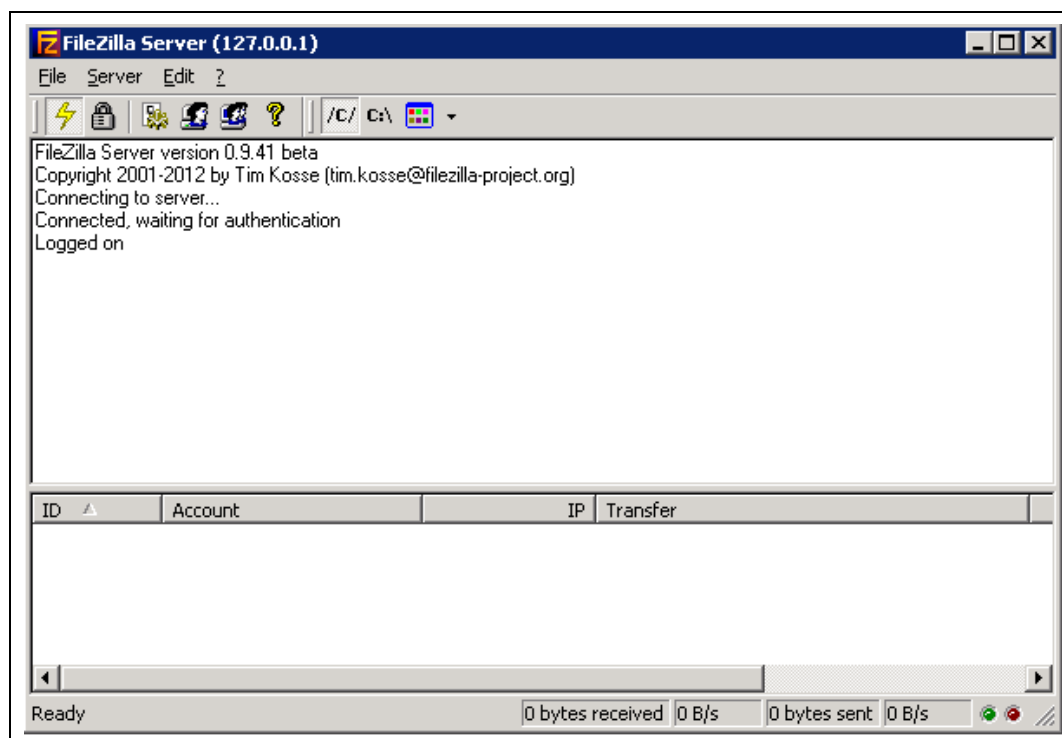 FileZilla Server (127.0.0.1)
File Server Edit ?
/C/ C:\
FileZilla Server version 0.9.41 beta
Copyright 2001-2012 by Tim Kosse (tim.kosse@filezilla-project.org)
Connecting to server...
Connected, waiting for authentication
Logged on
ID Account IP Transfer
Ready 0 bytes received 0 B/s 0 bytes sent 0 B/s